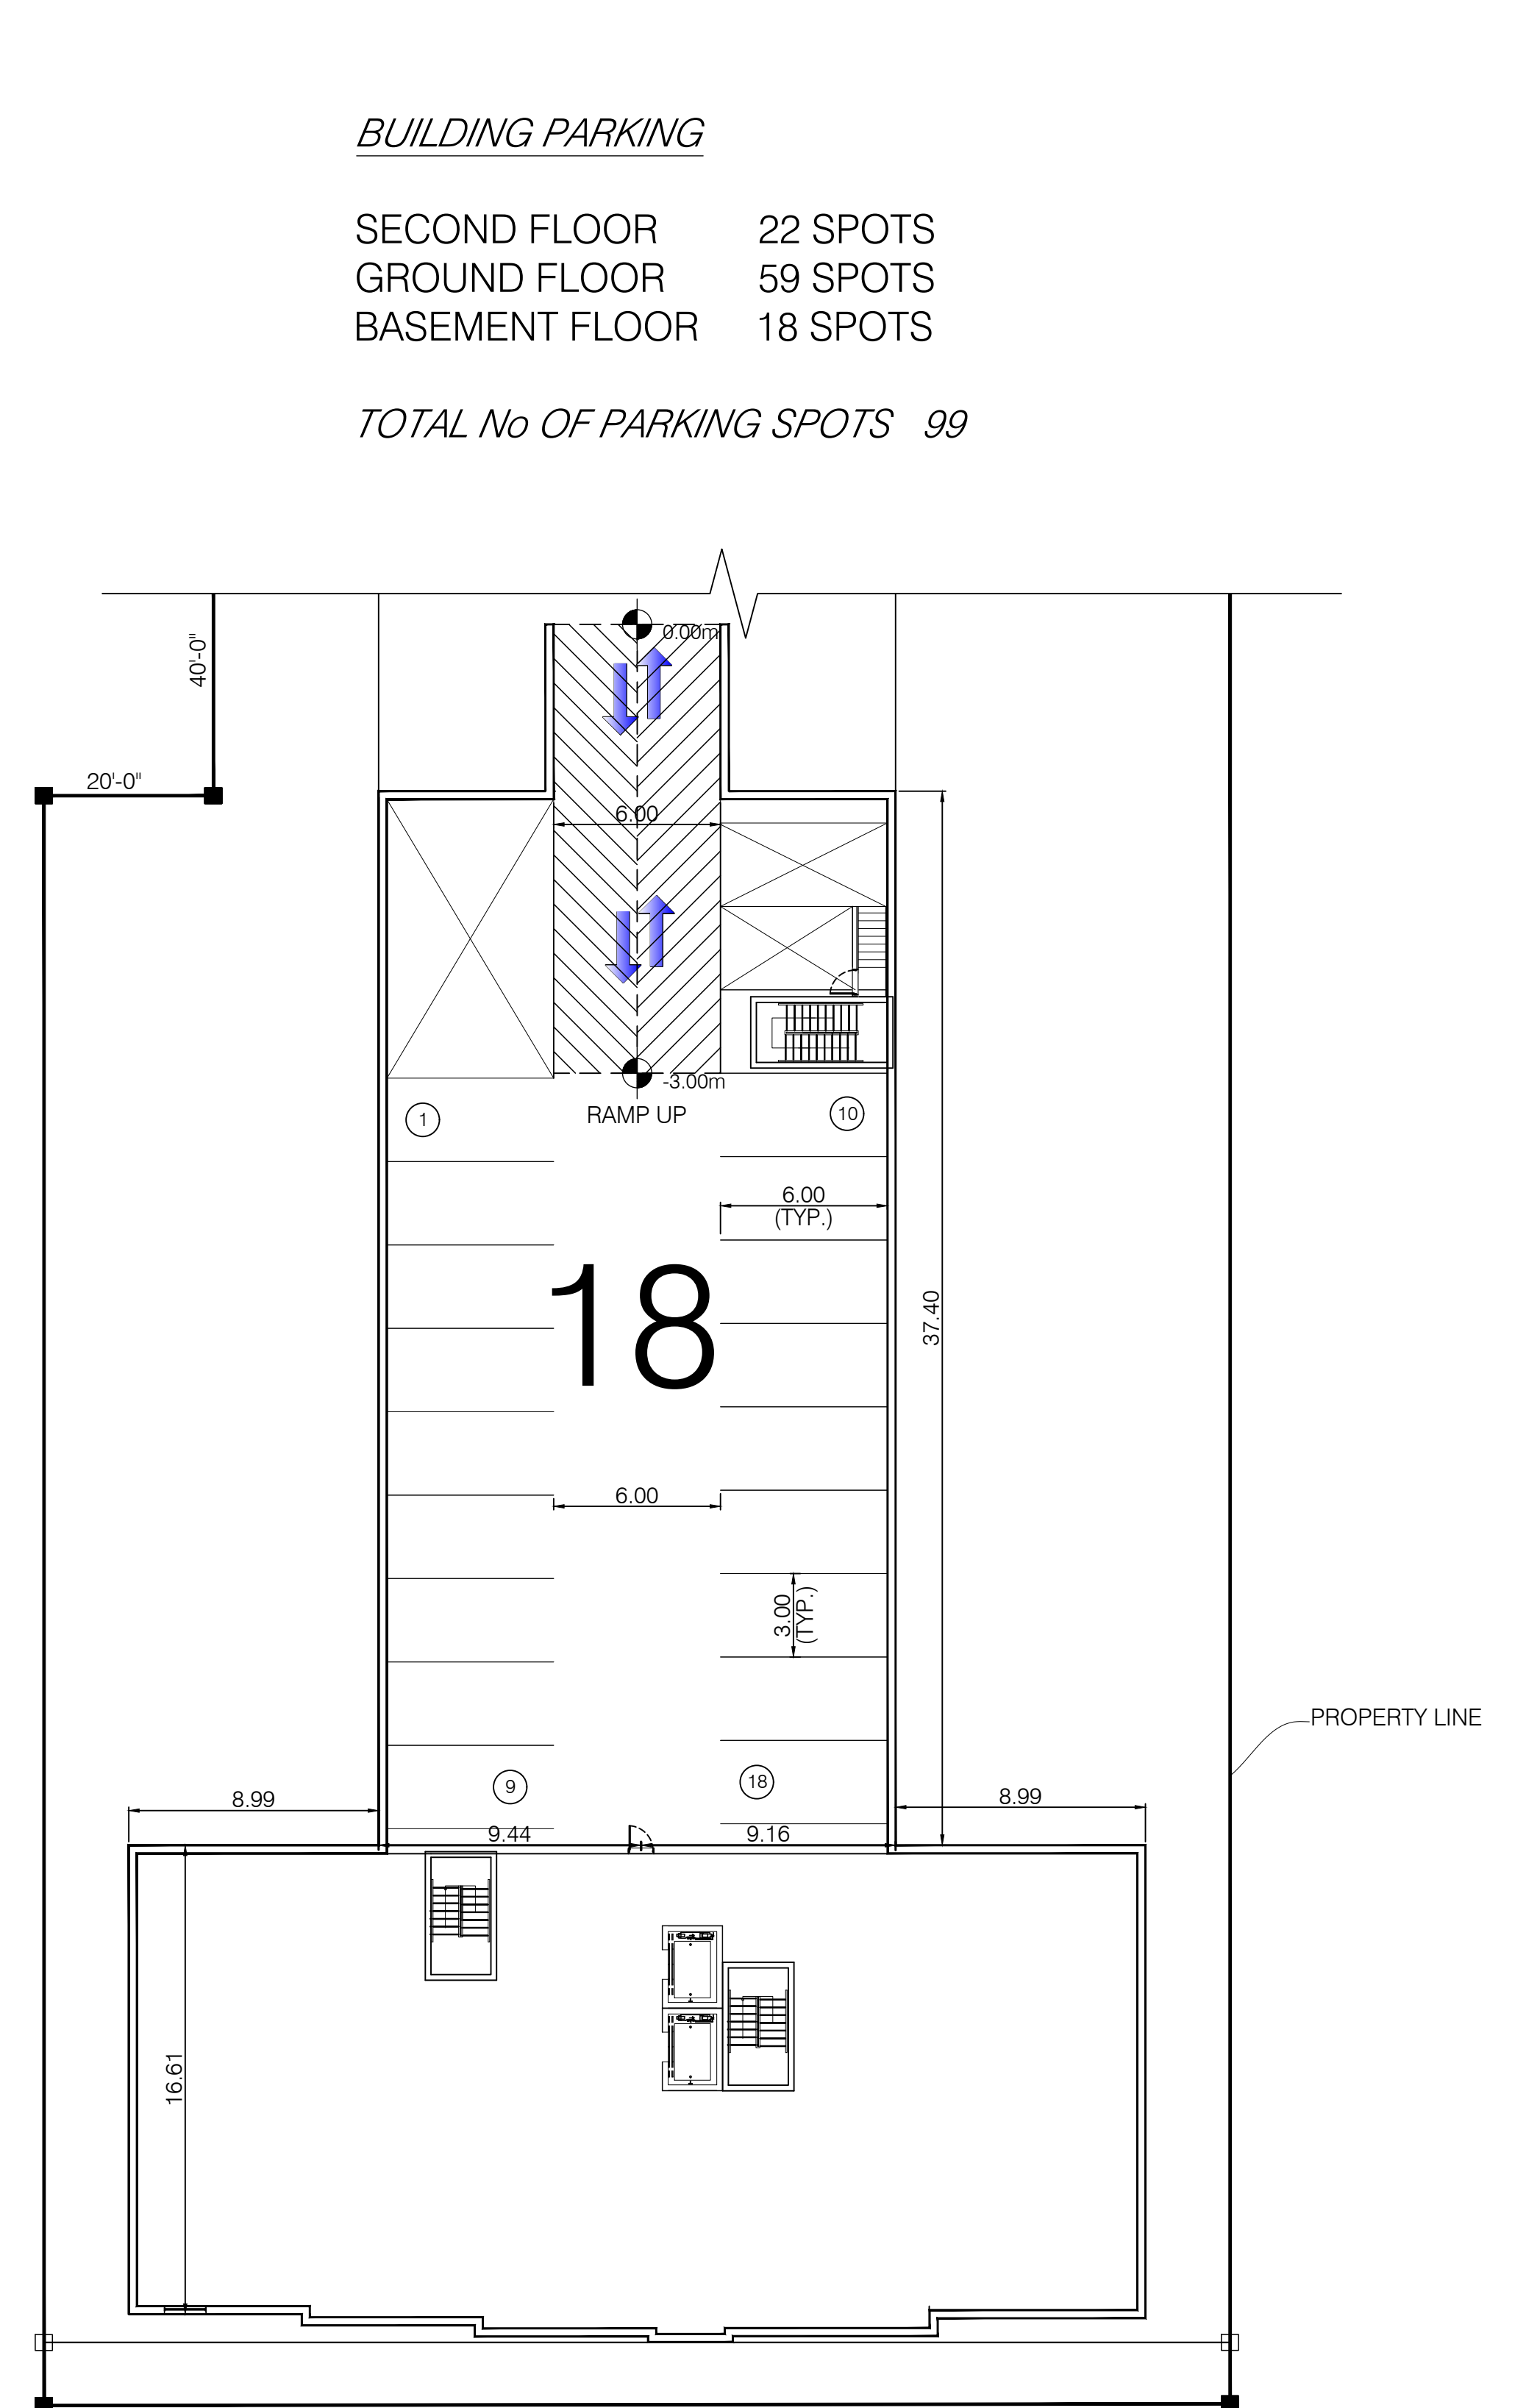 BUILDING PARKING
SECOND FLOOR 22 SPOTS
GROUND FLOOR 59 SPOTS
BASEMENT FLOOR 18 SPOTS
TOTAL No OF PARKING SPOTS 99
40'-0"
0.00m
20'-0"
6.00
-3.00m
RAMP UP
1
10
6.00
(TYP.)
18
37.40
6.00
3.00
(TYP.)
PROPERTY LINE
9
18
8.99
8.99
9.44
9.16
16.61